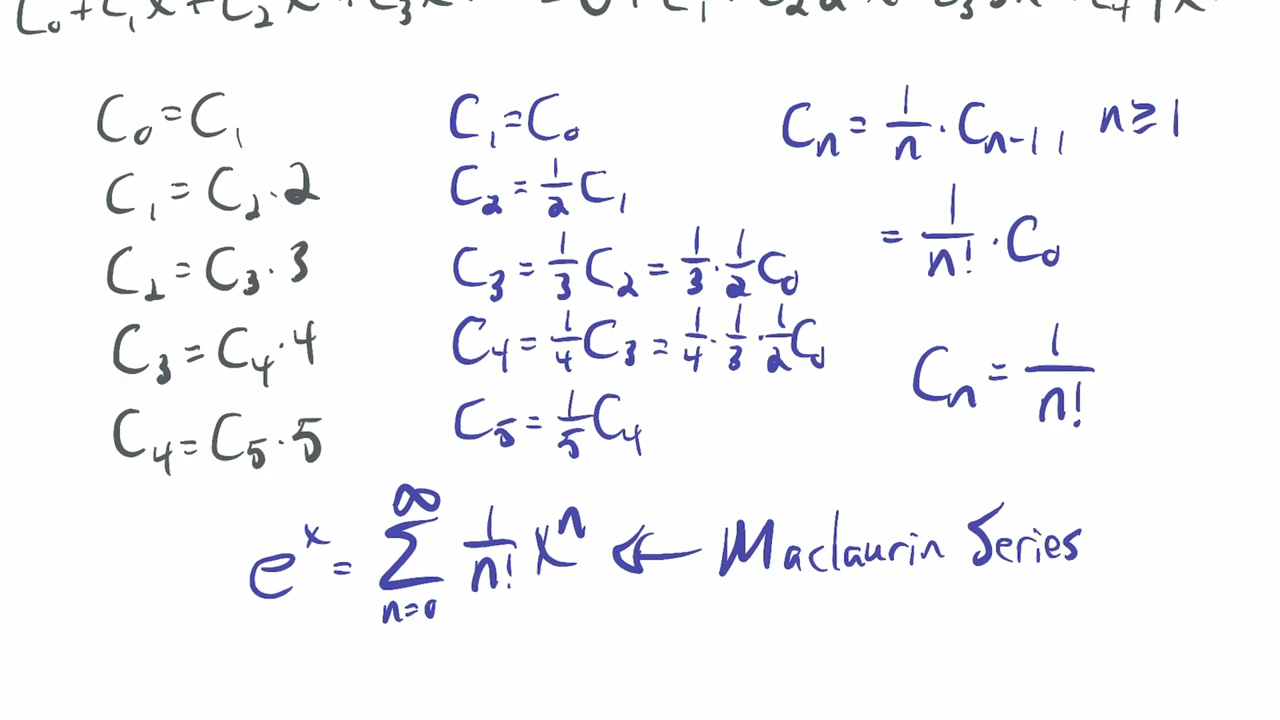 C₀ = C₁
C₁ = C₂ · 2
C₂ = C₃ · 3
C₃ = C₄ · 4
C₄ = C₅ · 5
C₁ = C₀
C₂ = 1/2 C₁
C₃ = 1/3 C₂ = 1/3 · 1/2 C₀
C₄ = 1/4 C₃ = 1/4 · 1/3 · 1/2 C₀
C₅ = 1/5 C₄
Cₙ = 1/n · Cₙ₋₁, n ≥ 1
= 1/n! · C₀
Cₙ = 1/n!
eˣ = ∑_{n=0}^{∞} 1/n! xⁿ ← Maclaurin Series